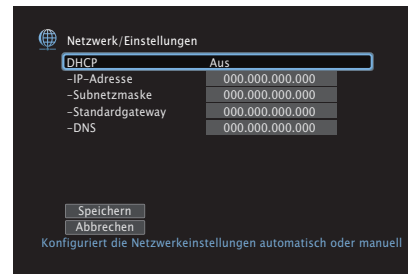 Netzwerk/Einstellungen
DHCP Aus
-IP-Adresse 000.000.000.000
-Subnetzmaske 000.000.000.000
-Standardgateway 000.000.000.000
-DNS 000.000.000.000
Speichern
Abbrechen
Konfiguriert die Netzwerkeinstellungen automatisch oder manuell